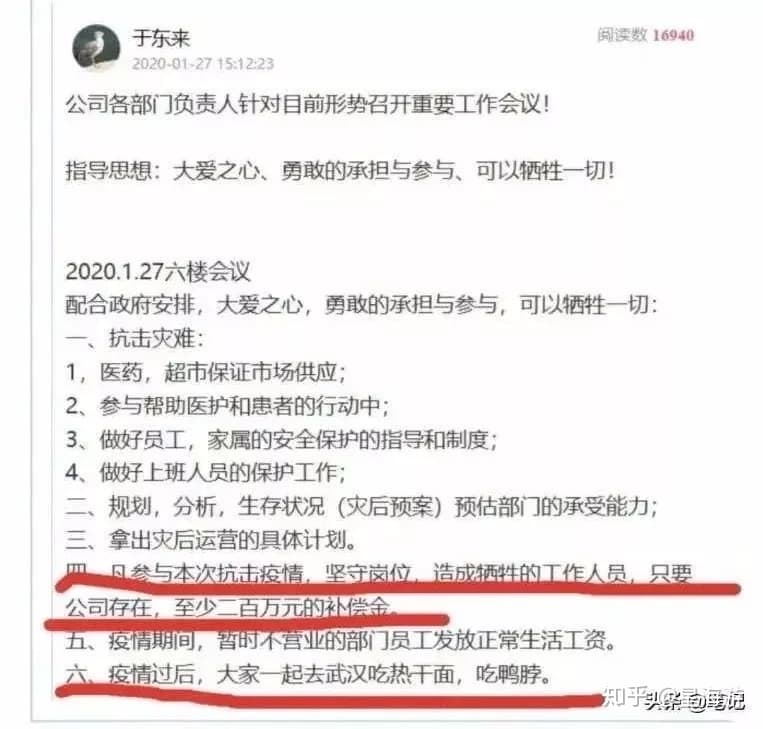 于东来
阅读数 16940
2020-01-27 15:12:23
公司各部门负责人针对目前形势召开重要工作会议！
指导思想：大爱之心、勇敢的承担与参与、可以牺牲一切！
2020.1.27六楼会议
配合政府安排，大爱之心，勇敢的承担与参与，可以牺牲一切：
一、抗击灾难：
1，医药，超市保证市场供应；
2、参与帮助医护和患者的行动中；
3、做好员工，家属的安全保护的指导和制度；
4、做好上班人员的保护工作；
二、规划，分析，生存状况（灾后预案）预估部门的承受能力；
三、拿出灾后运营的具体计划。
四、凡参与本次抗击疫情，坚守岗位，造成牺牲的工作人员，只要
公司存在，至少二百万元的补偿金。
五、疫情期间，暂时不营业的部门员工发放正常生活工资。
六、疫情过后，大家一起去武汉吃热干面，吃鸭脖。
知乎
头条
笔记